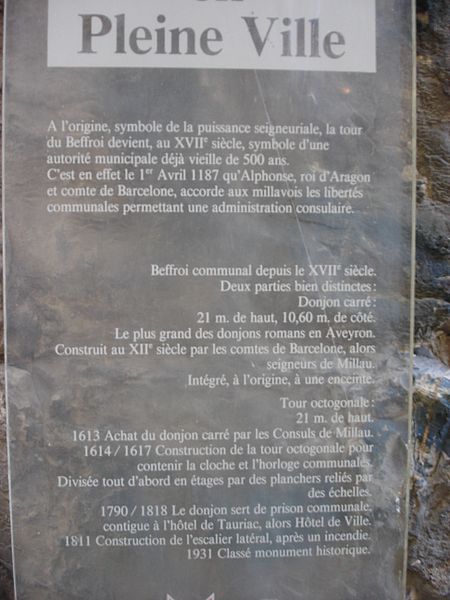 Pleine Ville
A l'origine, symbole de la puissance seigneuriale, la tour
du Beffroi devient, au XVIIe siècle, symbole d'une
autorité municipale déjà vieille de 500 ans.
C'est en effet le 1er Avril 1187 qu'Alphonse, roi d'Aragon
et comte de Barcelone, accorde aux millavois les libertés
communales permettant une administration consulaire.
Beffroi communal depuis le XVIIe siècle.
Deux parties bien distinctes:
Donjon carré:
21 m. de haut, 10,60 m. de côté.
Le plus grand des donjons romans en Aveyron.
Construit au XIIe siècle par les comtes de Barcelone, alors
seigneurs de Millau.
Intégré, à l'origine, à une enceinte.
Tour octogonale:
21 m. de haut.
1613 Achat du donjon carré par les Consuls de Millau.
1614 / 1617 Construction de la tour octogonale pour
contenir la cloche et l'horloge communales.
Divisée tout d'abord en étages par des planchers reliés par
des échelles.
1790 / 1818 Le donjon sert de prison communale,
contigue à l'hôtel de Tauriac, alors Hôtel de Ville.
1811 Construction de l'escalier latéral, après un incendie.
1931 Classé monument historique.